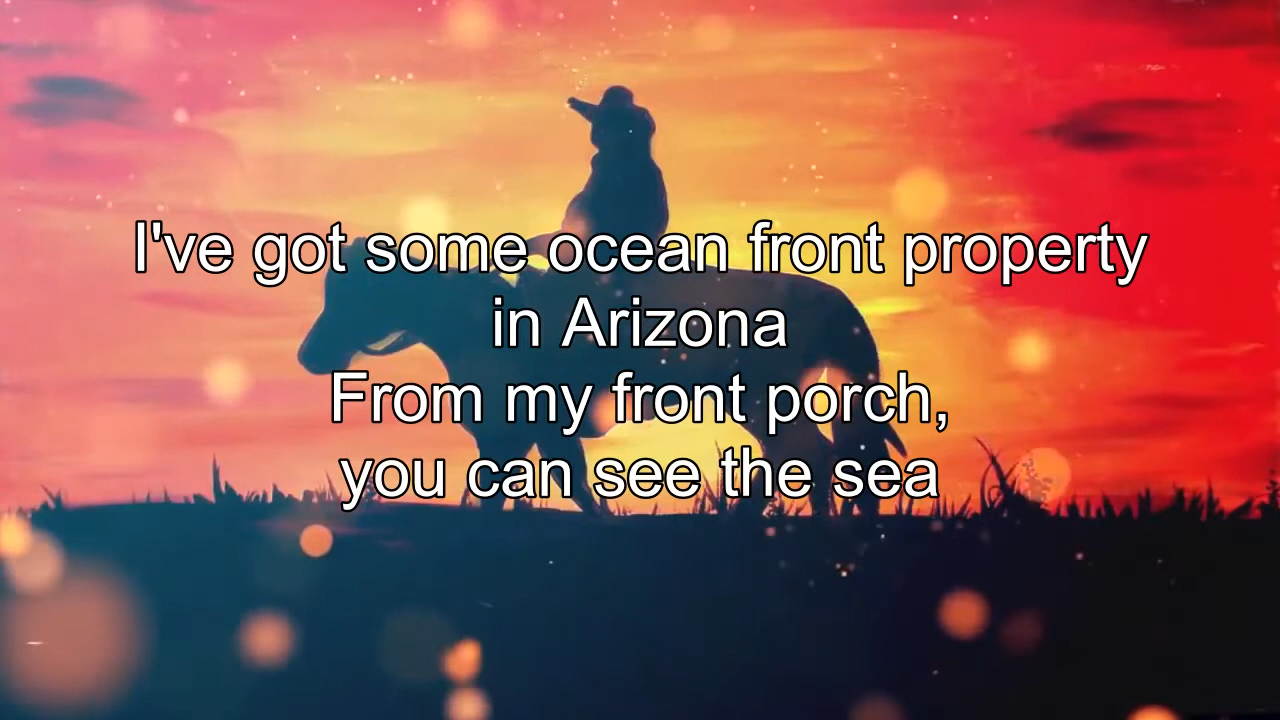 I've got some ocean front property
in Arizona
From my front porch,
you can see the sea